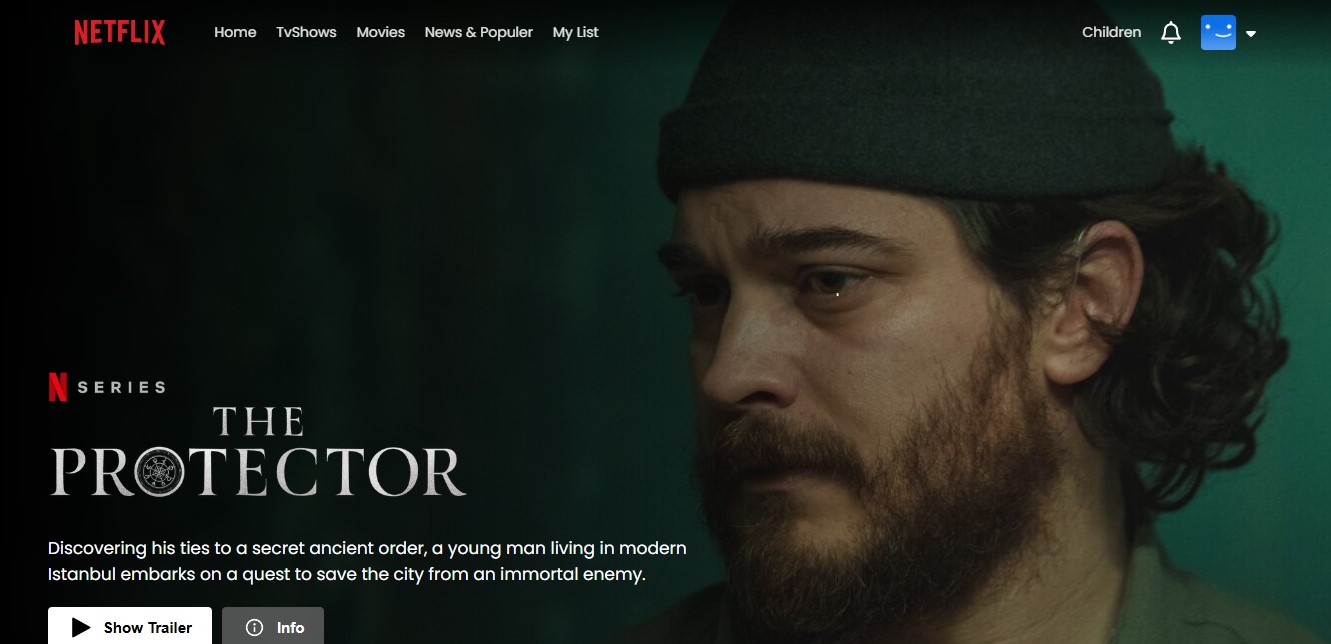 NETFLIX Home TvShows Movies News & Populer My List Children
N SERIES
THE
PROTECTOR
Discovering his ties to a secret ancient order, a young man living in modern
Istanbul embarks on a quest to save the city from an immortal enemy.
Show Trailer Info